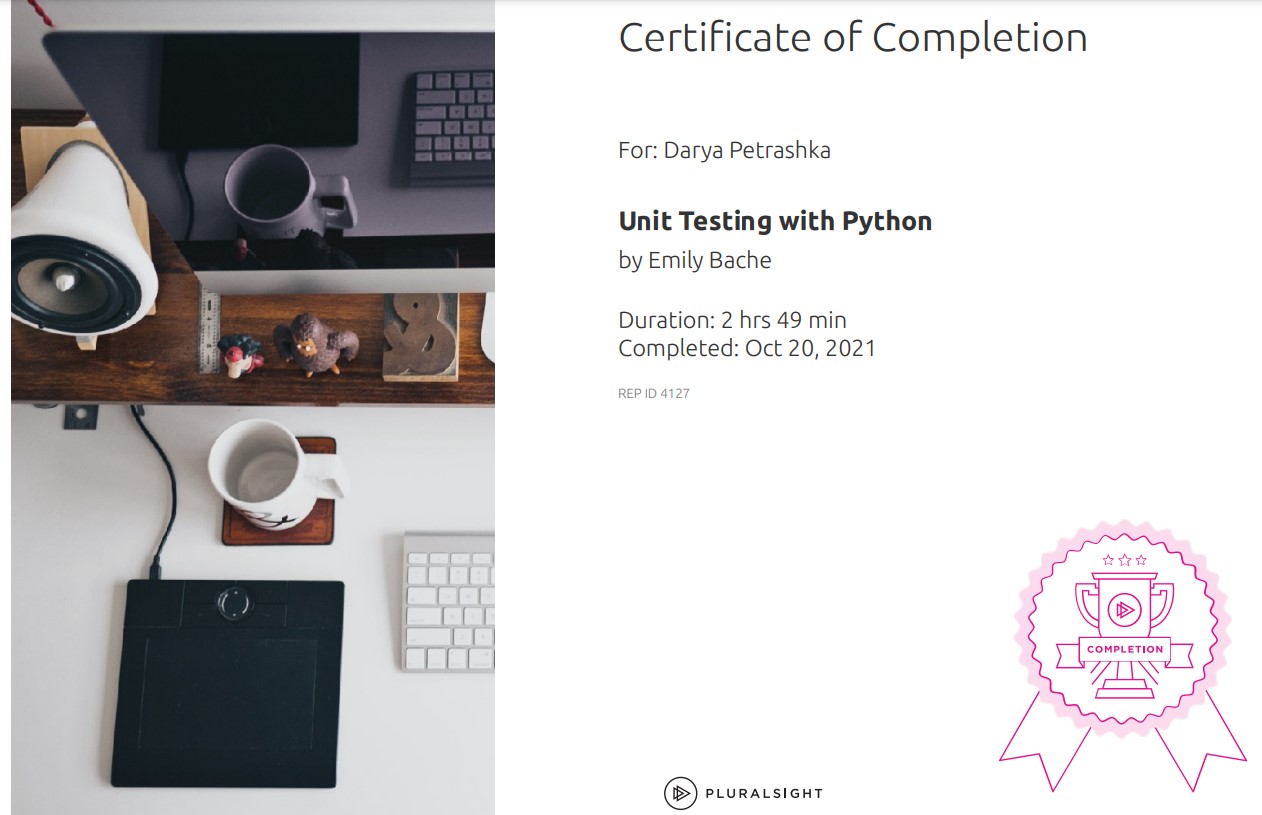 Certificate of Completion
For: Darya Petrashka
Unit Testing with Python
by Emily Bache
Duration: 2 hrs 49 min
Completed: Oct 20, 2021
REP ID 4127
COMPLETION
PLURALSIGHT